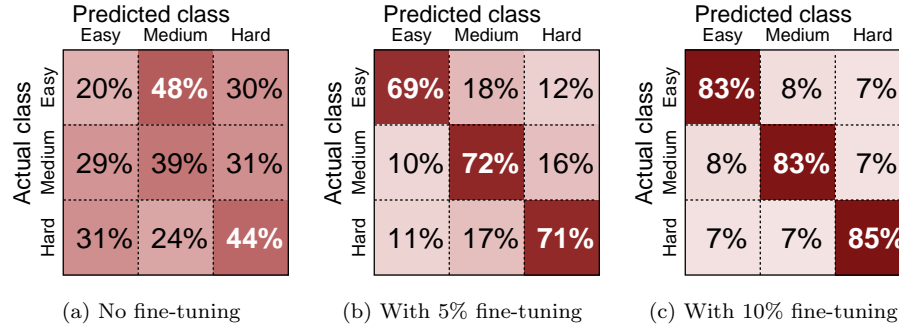 Predicted class
Easy Medium Hard
Actual class
Easy 20% 48% 30%
Medium 29% 39% 31%
Hard 31% 24% 44%
(a) No fine-tuning
Predicted class
Easy Medium Hard
Actual class
Easy 69% 18% 12%
Medium 10% 72% 16%
Hard 11% 17% 71%
(b) With 5% fine-tuning
Predicted class
Easy Medium Hard
Actual class
Easy 83% 8% 7%
Medium 8% 83% 7%
Hard 7% 7% 85%
(c) With 10% fine-tuning